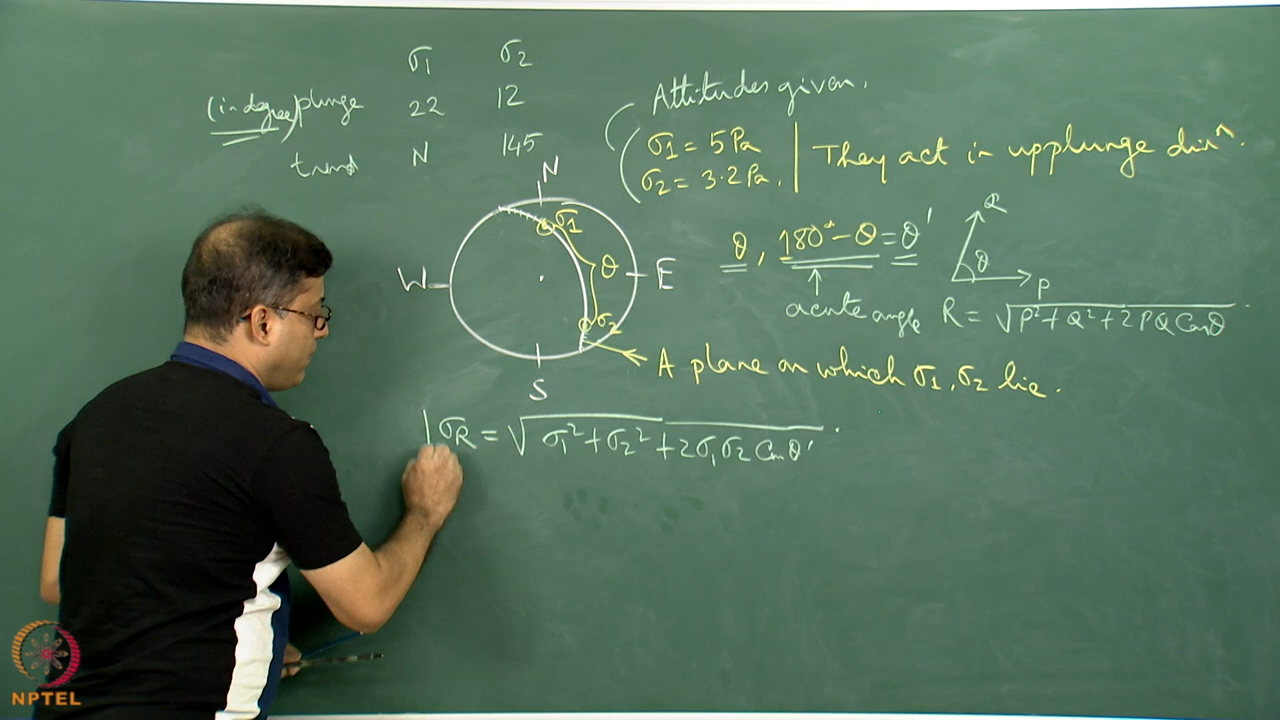 σ1 σ2
(in degree) plunge 22 12
trend N 145
Attitudes given,
σ1 = 5 Pa
σ2 = 3.2 Pa,
They act in upplunge dirⁿ.
N
W E
S
σ1
θ
σ2
θ, 180° - θ = θ'
acute angle
Q
θ
P
R = √P² + Q² + 2PQ Cosθ
A plane on which σ1, σ2 lie.
|σR = √σ1² + σ2² + 2σ1σ2 Cosθ'
NPTEL